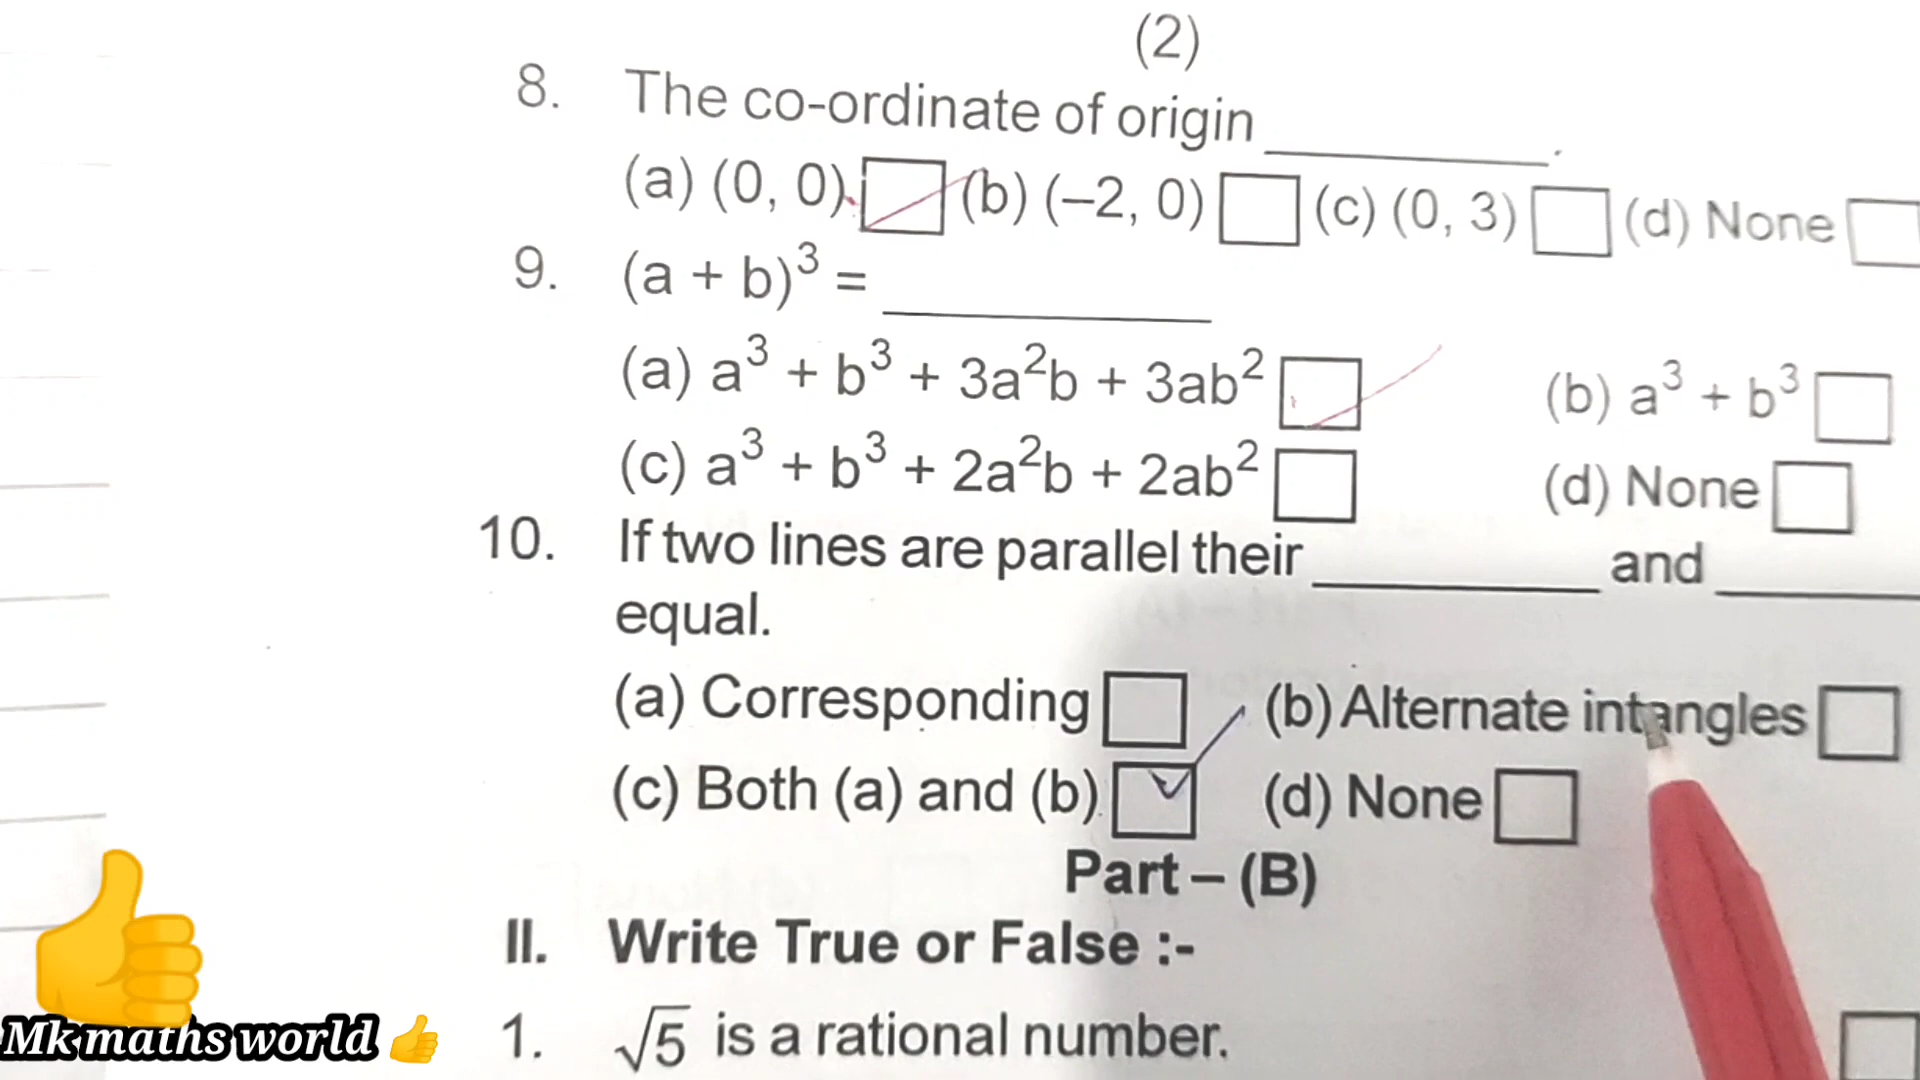 (2)
8. The co-ordinate of origin ________.
(a) (0, 0) (b) (–2, 0) (c) (0, 3) (d) None
9. (a + b)³ = ________
(a) a³ + b³ + 3a²b + 3ab² (b) a³ + b³
(c) a³ + b³ + 2a²b + 2ab² (d) None
10. If two lines are parallel their ________ and ________
equal.
(a) Corresponding (b) Alternate intangles
(c) Both (a) and (b) (d) None
Part – (B)
II. Write True or False :-
1. √5 is a rational number.
Mk maths world 👍